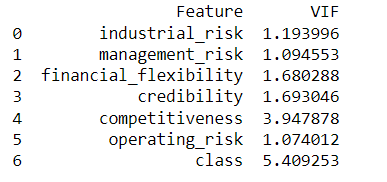 Feature VIF
0 industrial_risk 1.193996
1 management_risk 1.094553
2 financial_flexibility 1.680288
3 credibility 1.693046
4 competitiveness 3.947878
5 operating_risk 1.074012
6 class 5.409253